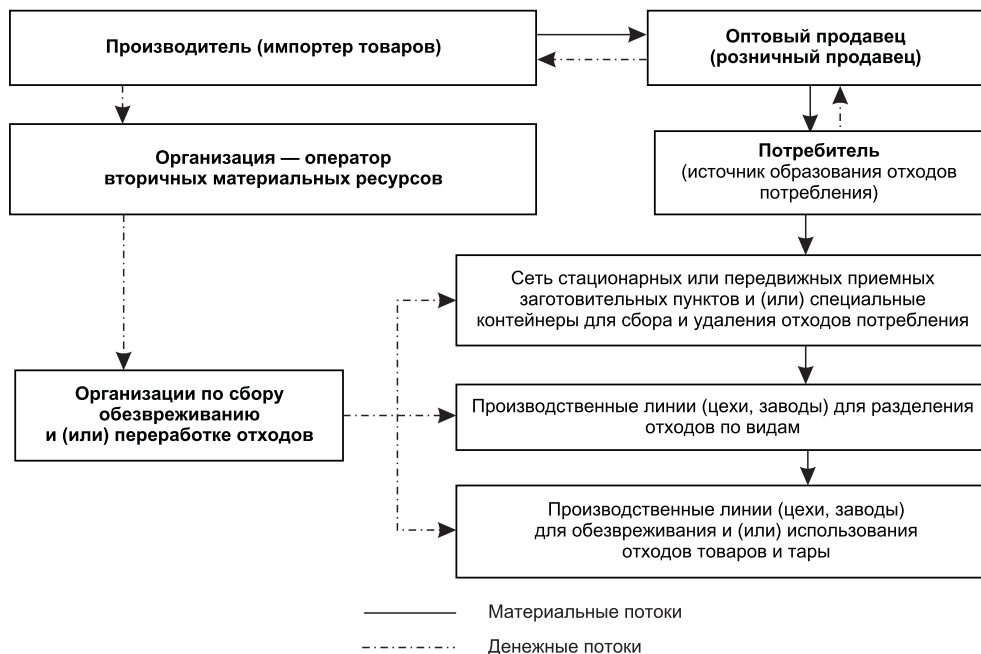 Производитель (импортер товаров)
Оптовый продавец
(розничный продавец)
Организация — оператор
вторичных материальных ресурсов
Потребитель
(источник образования отходов
потребления)
Сеть стационарных или передвижных приемных
заготовительных пунктов и (или) специальные
контейнеры для сбора и удаления отходов потребления
Организации по сбору
обезвреживанию
и (или) переработке отходов
Производственные линии (цехи, заводы) для разделения
отходов по видам
Производственные линии (цехи, заводы)
для обезвреживания и (или) использования
отходов товаров и тары
Материальные потоки
Денежные потоки